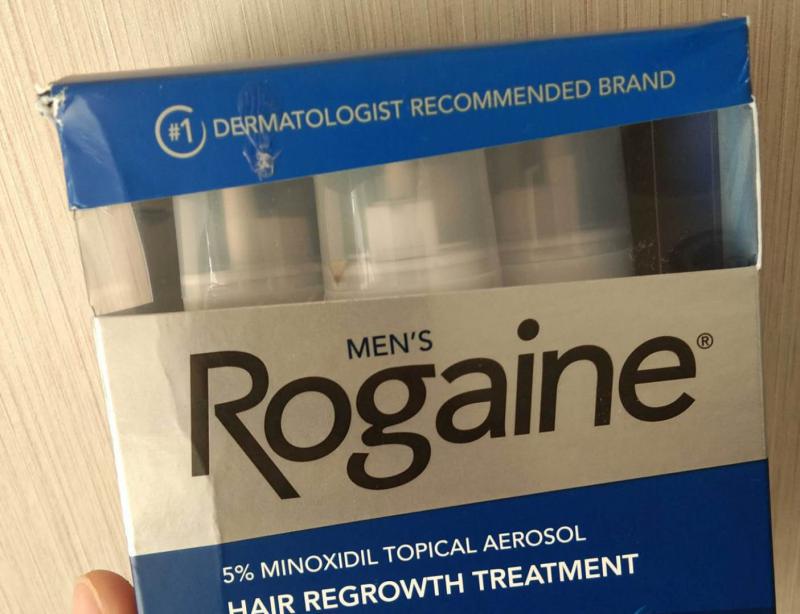 #1 DERMATOLOGIST RECOMMENDED BRAND
MEN'S
Rogaine®
5% MINOXIDIL TOPICAL AEROSOL
HAIR REGROWTH TREATMENT